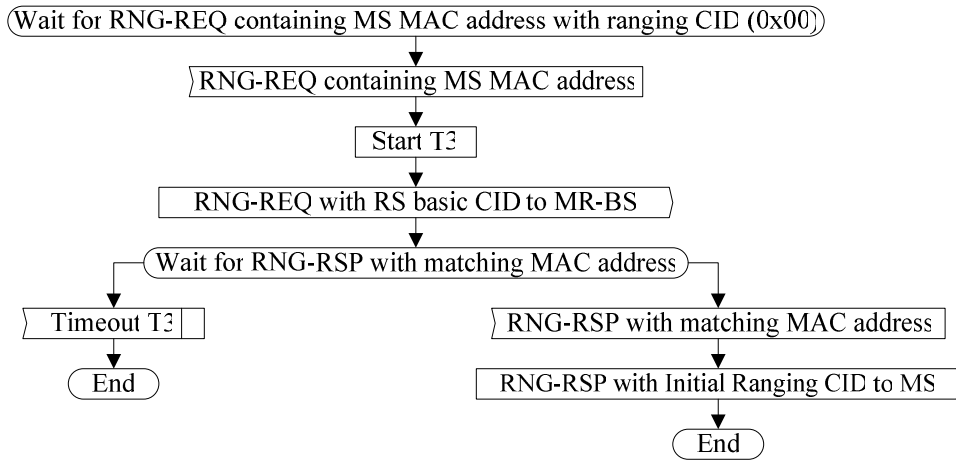 Wait for RNG-REQ containing MS MAC address with ranging CID (0x00)
RNG-REQ containing MS MAC address
Start T3
RNG-REQ with RS basic CID to MR-BS
Wait for RNG-RSP with matching MAC address
Timeout T3
RNG-RSP with matching MAC address
End
RNG-RSP with Initial Ranging CID to MS
End